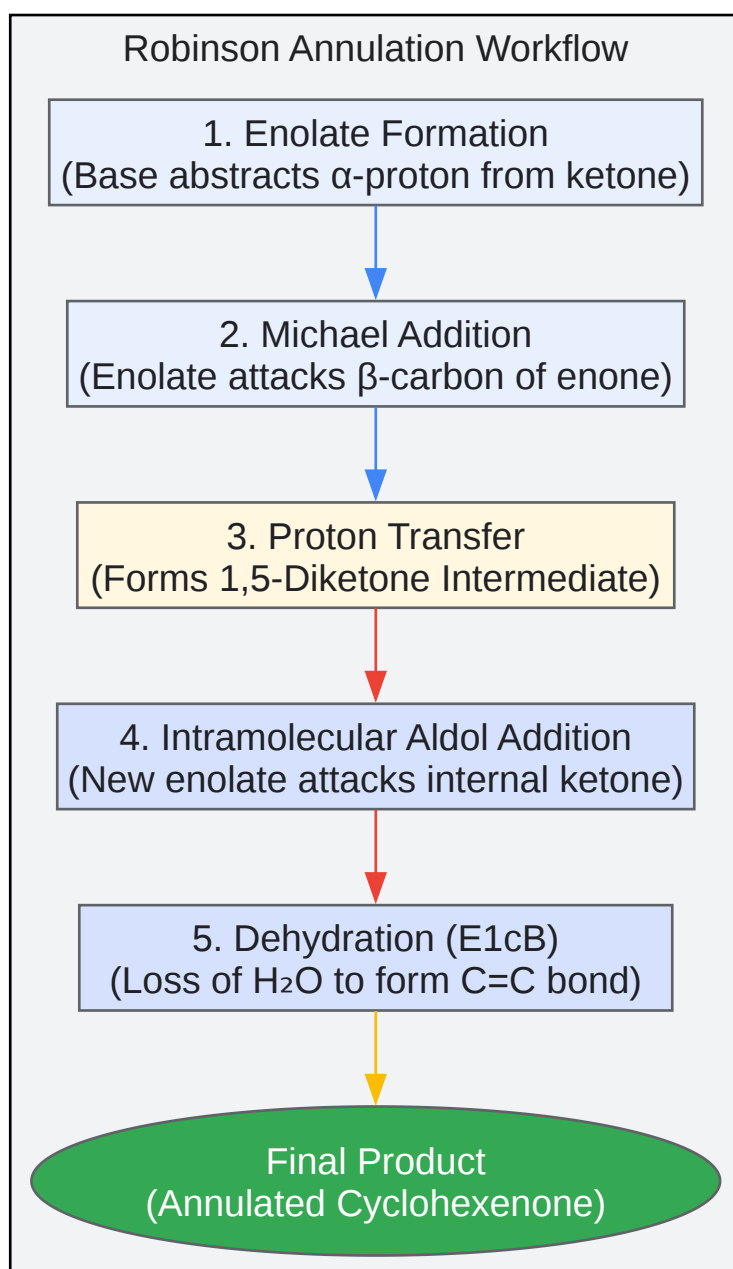 Robinson Annulation Workflow
1. Enolate Formation
(Base abstracts α-proton from ketone)
2. Michael Addition
(Enolate attacks β-carbon of enone)
3. Proton Transfer
(Forms 1,5-Diketone Intermediate)
4. Intramolecular Aldol Addition
(New enolate attacks internal ketone)
5. Dehydration (E1cB)
(Loss of H₂O to form C=C bond)
Final Product
(Annulated Cyclohexenone)